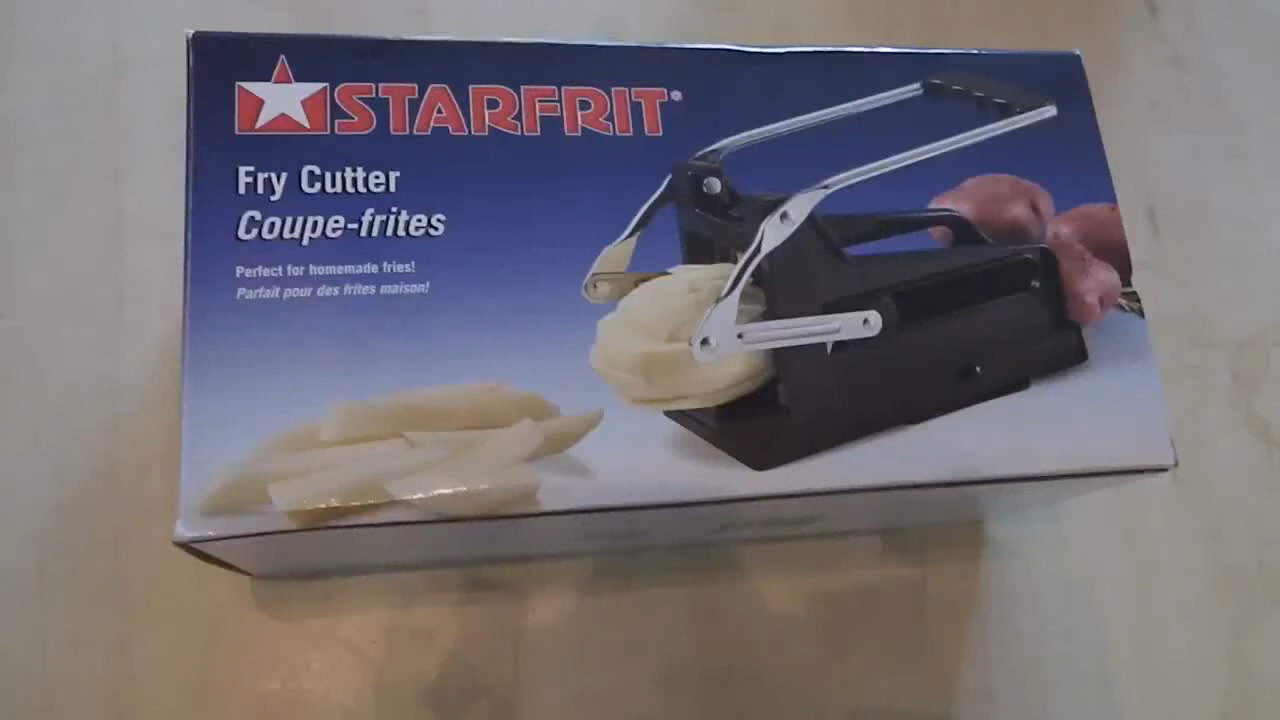 STARFRIT®
Fry Cutter
Coupe-frites
Perfect for homemade fries!
Parfait pour des frites maison!